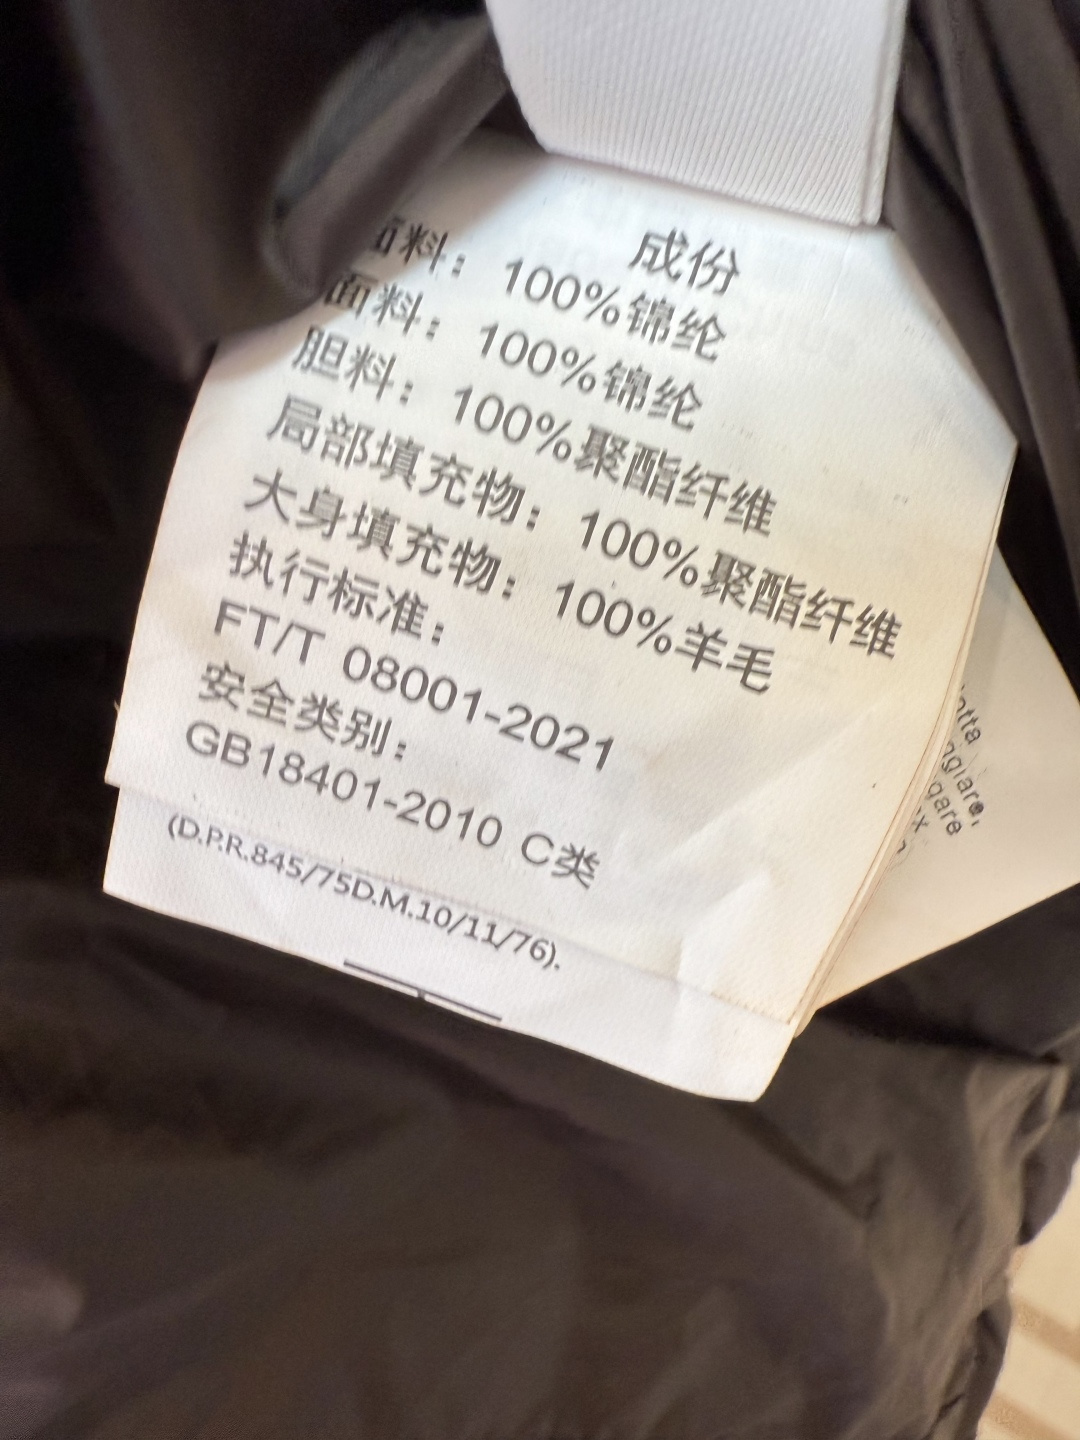 成份
面料：100%锦纶
面料：100%锦纶
胆料：100%聚酯纤维
局部填充物：100%聚酯纤维
大身填充物：100%羊毛
执行标准：
FT/T 08001-2021
安全类别：
GB18401-2010 C类
(D.P.R.845/75D.M.10/11/76).